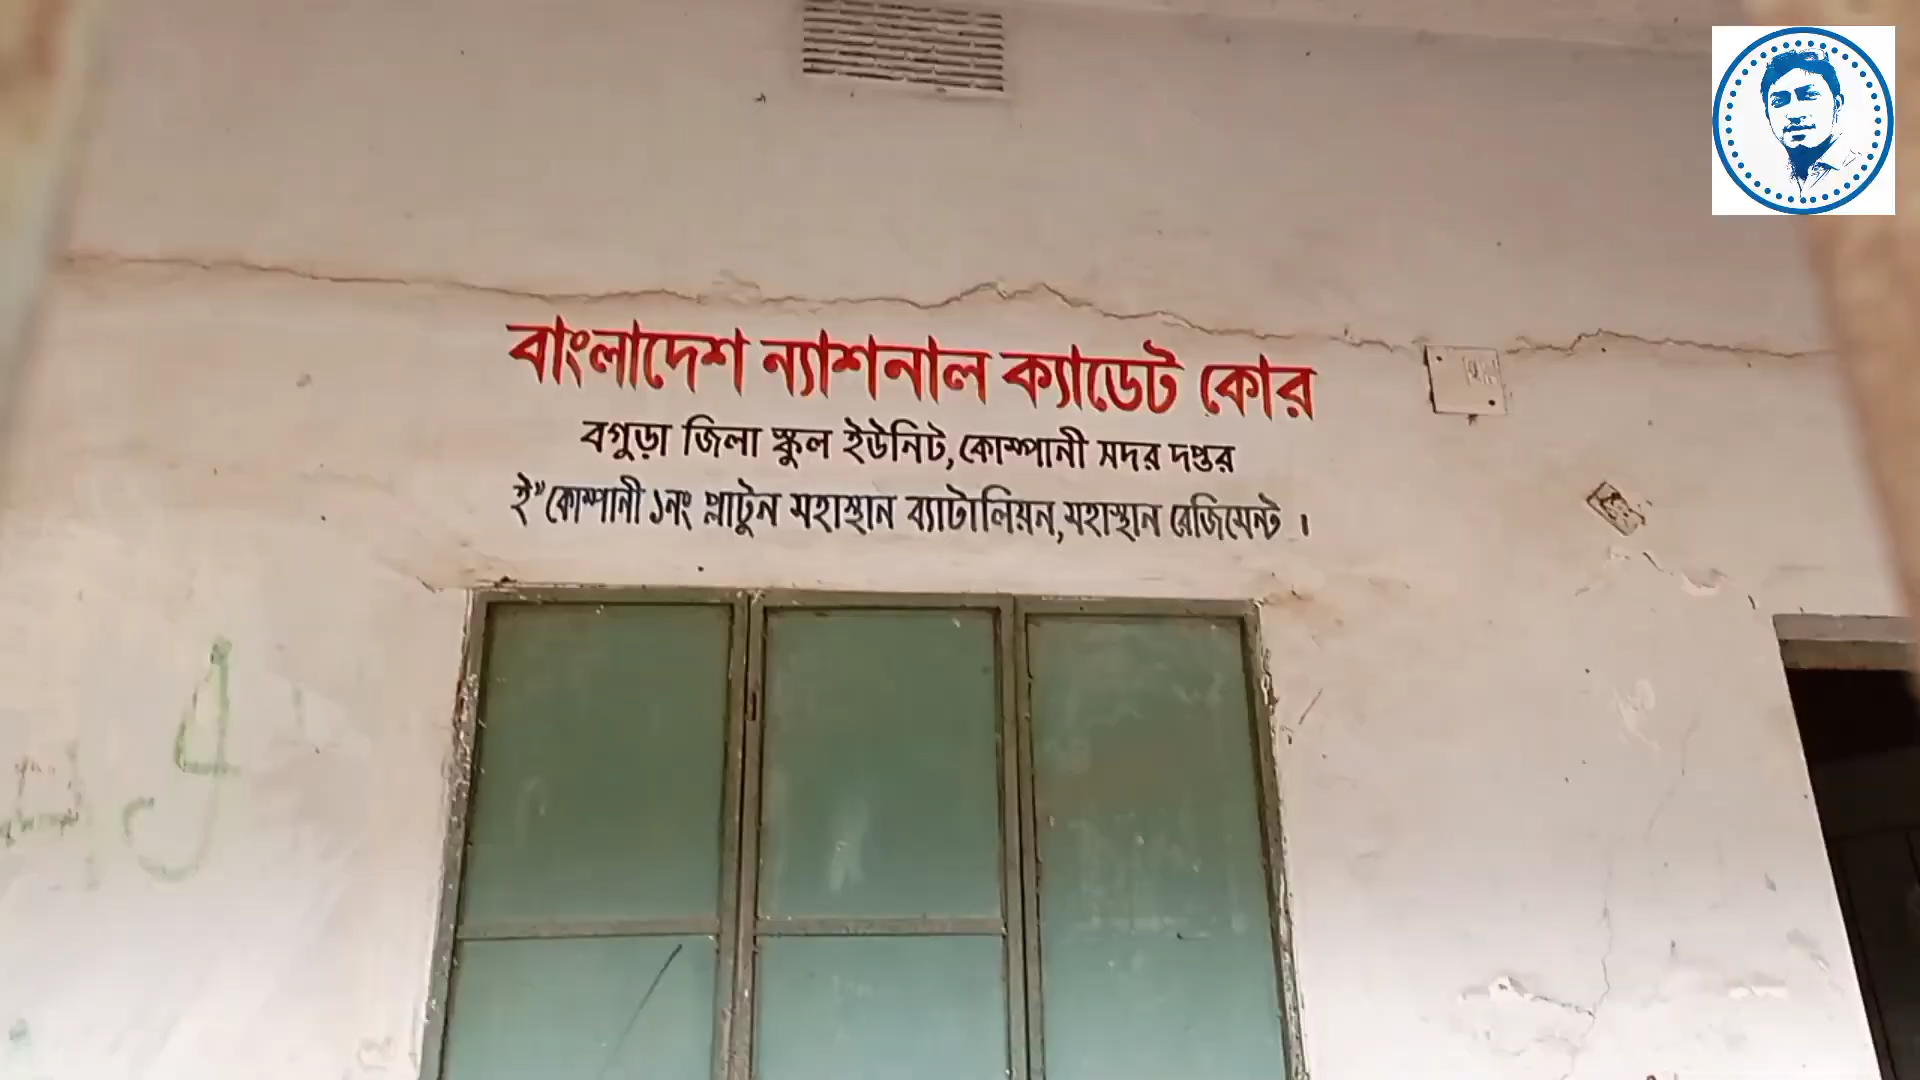 বাংলাদেশ ন্যাশনাল ক্যাডেট কোর
বগুড়া জিলা স্কুল ইউনিট,কোম্পানী সদর দপ্তর
ই"কোম্পানী ১নং প্লাটুন মহাস্থান ব্যাটালিয়ন,মহাস্থান রেজিমেন্ট ।